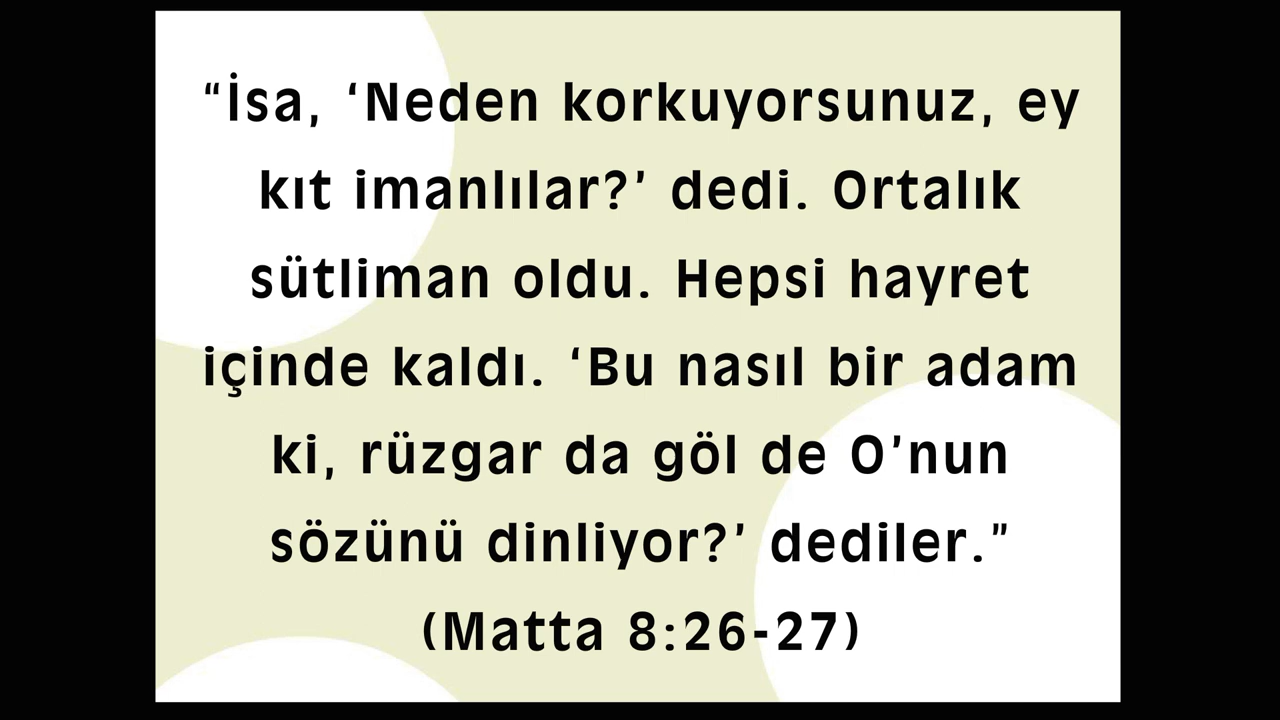 “İsa, ‘Neden korkuyorsunuz, ey
kıt imanlılar?’ dedi. Ortalık
sütliman oldu. Hepsi hayret
içinde kaldı. ‘Bu nasıl bir adam
ki, rüzgar da göl de O’nun
sözünü dinliyor?’ dediler.”
(Matta 8:26-27)